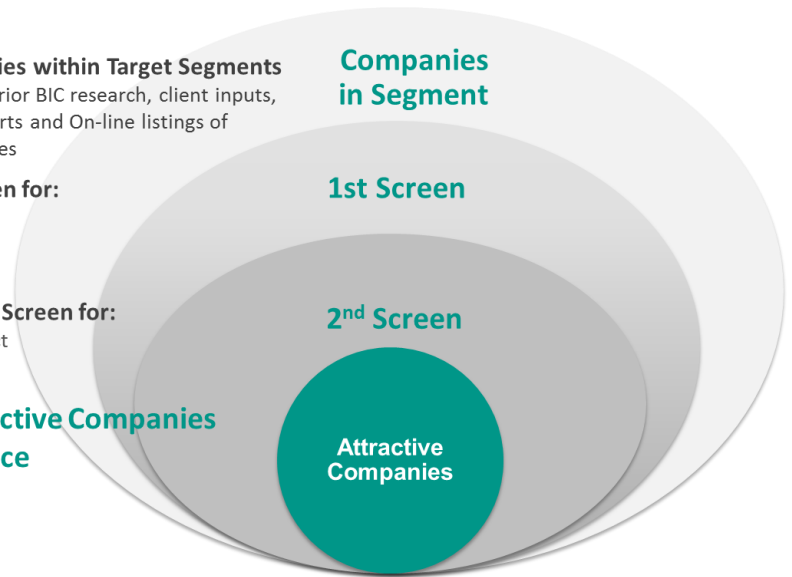 ies within Target Segments
rior BIC research, client inputs,
rts and On-line listings of
es
en for:
Screen for:
ct
ctive Companies
ce
Companies
in Segment
1st Screen
2nd Screen
Attractive
Companies